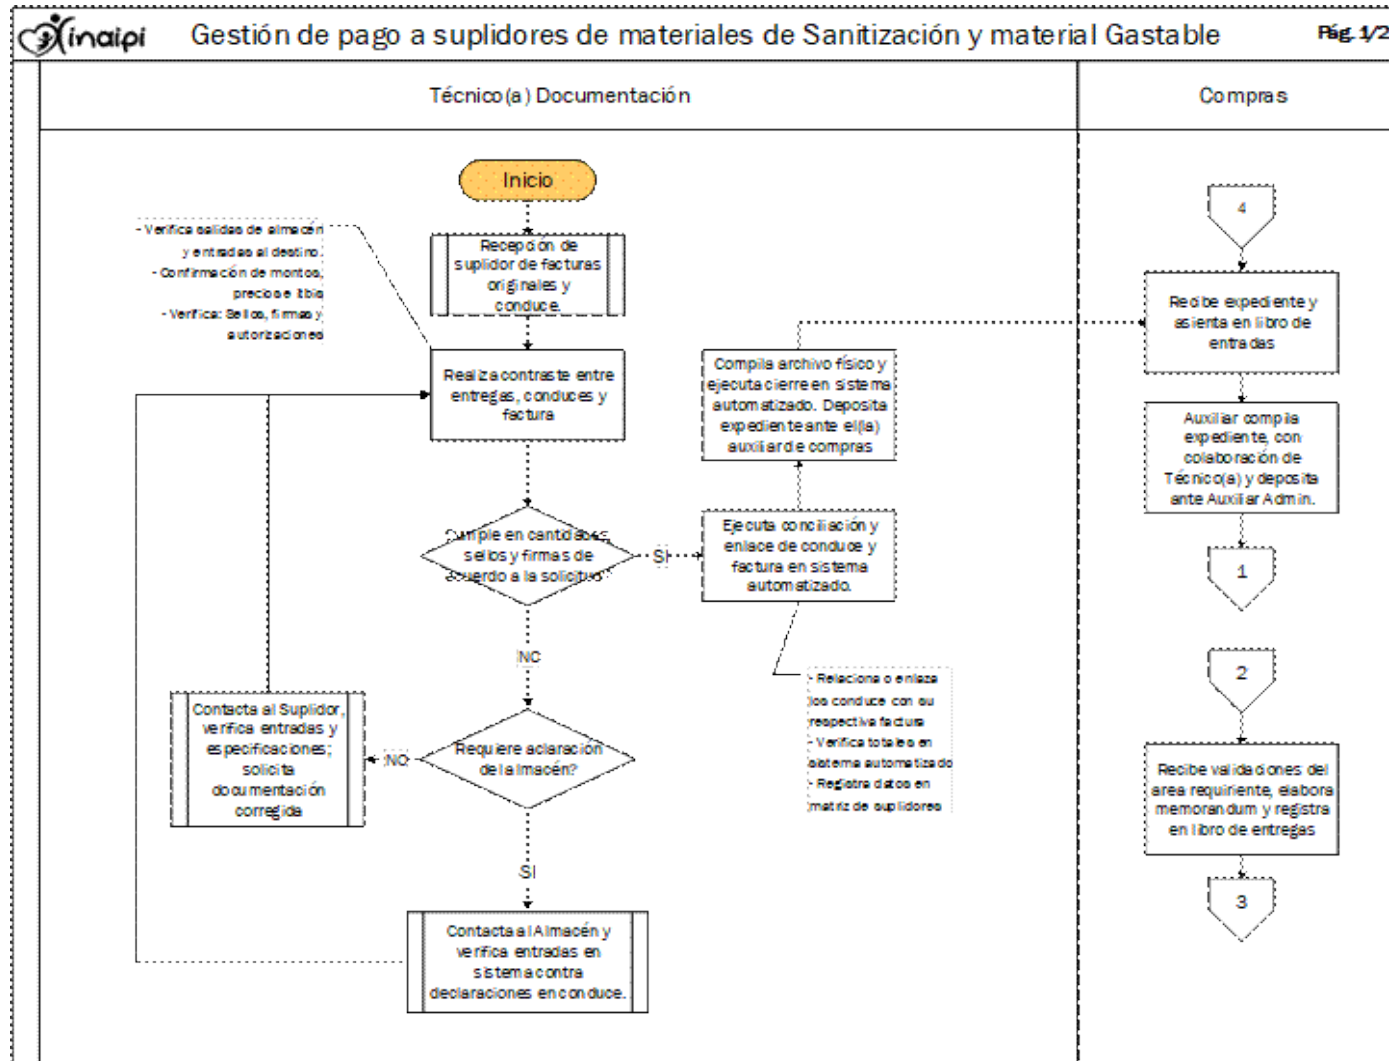 inaipi
Gestión de pago a suplidores de materiales de Sanitización y material Gastable
Pág. 1/2
Técnico(a) Documentación
Compras
Inicio
- Verifica salidas de almacén
y entradas al destino.
- Confirmación de montos,
precios e itbis
- Verifica: Sellos, firmas y
autorizaciones
Recepción de
suplidor de facturas
originales y
conduce.
Realiza contraste entre
entregas, conduces y
factura
Cumple en cantidades,
sellos y firmas de
acuerdo a la solicitud?
SI
NO
Compila archivo físico y
ejecuta cierre en sistema
automatizado. Deposita
expediente ante el(la)
auxiliar de compras
Ejecuta conciliación y
enlace de conduce y
factura en sistema
automatizado.
- Relaciona o enlaza
los conduce con su
respectiva factura
- Verifica totales en
sistema automatizado
- Registra datos en
matriz de suplidores
Contacta al Suplidor,
verifica entradas y
especificaciones;
solicita
documentación
corregida
NO
Requiere aclaración
del almacén?
SI
Contacta al Almacén y
verifica entradas en
sistema contra
declaraciones en conduce.
4
Recibe expediente y
asienta en libro de
entradas
Auxiliar compila
expediente, con
colaboración de
Técnico(a) y deposita
ante Auxiliar Admin.
1
2
Recibe validaciones del
area requiriente, elabora
memorandum y registra
en libro de entregas
3